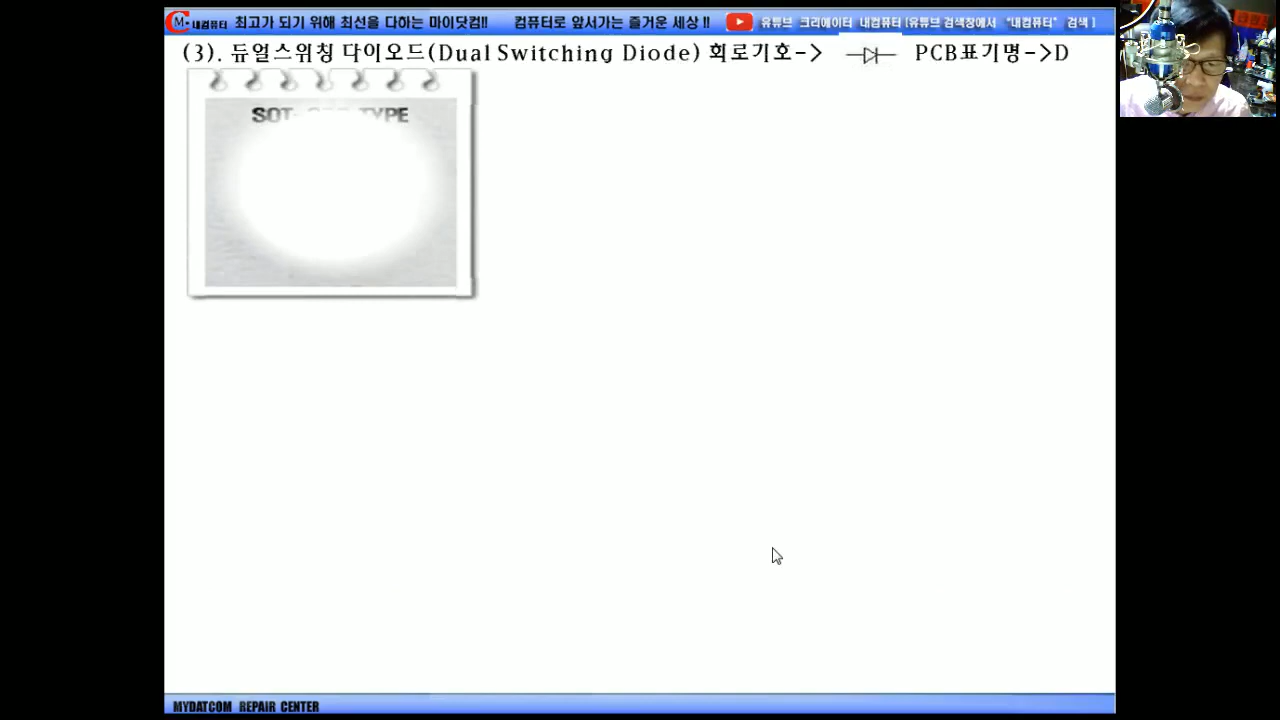 CM·내컴퓨터 최고가 되기 위해 최선을 다하는 마이닷컴!! 컴퓨터로 앞서가는 즐거운 세상 !! 유튜브 크리에이터 내컴퓨터 [유튜브 검색창에서 "내컴퓨터" 검색 ]
(3). 듀얼스위칭 다이오드(Dual Switching Diode) 회로기호-> PCB표기명->D
SOT- TYPE
MYDATCOM REPAIR CENTER